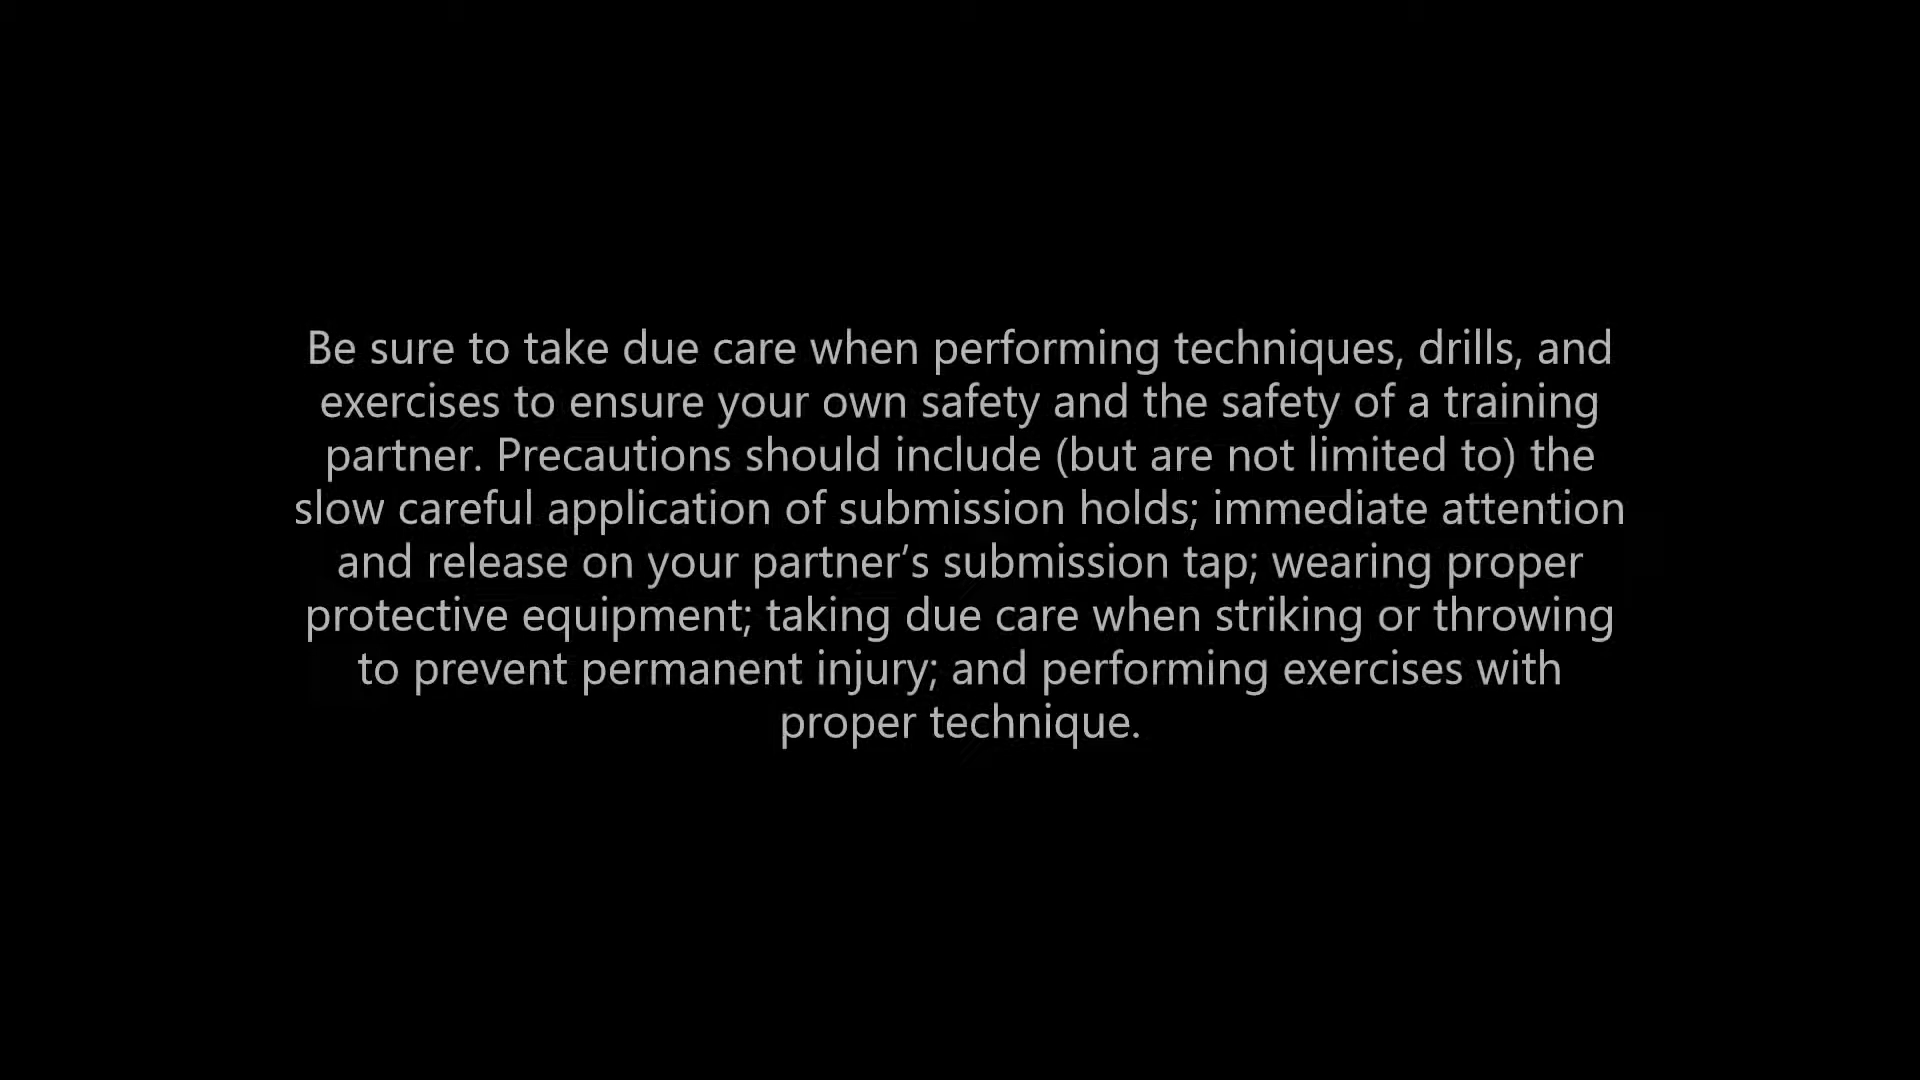 Be sure to take due care when performing techniques, drills, and
exercises to ensure your own safety and the safety of a training
partner. Precautions should include (but are not limited to) the
slow careful application of submission holds; immediate attention
and release on your partner’s submission tap; wearing proper
protective equipment; taking due care when striking or throwing
to prevent permanent injury; and performing exercises with
proper technique.